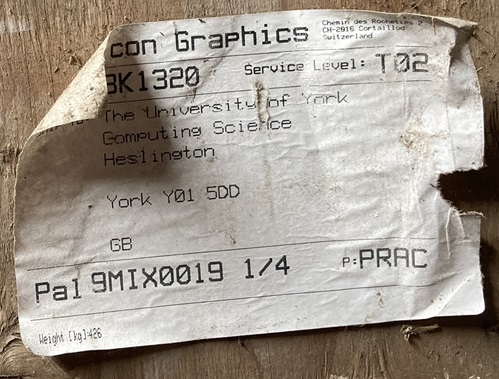 con Graphics
Chemin des Rochettes 2
CH-2016 Cortaillod
Switzerland
BK1320 Service Level: T02
The University of York
Computing Science
Heslington
York Y01 5DD
GB
Pal 9MIX0019 1/4 P:PRAC
Weight [kg]:426